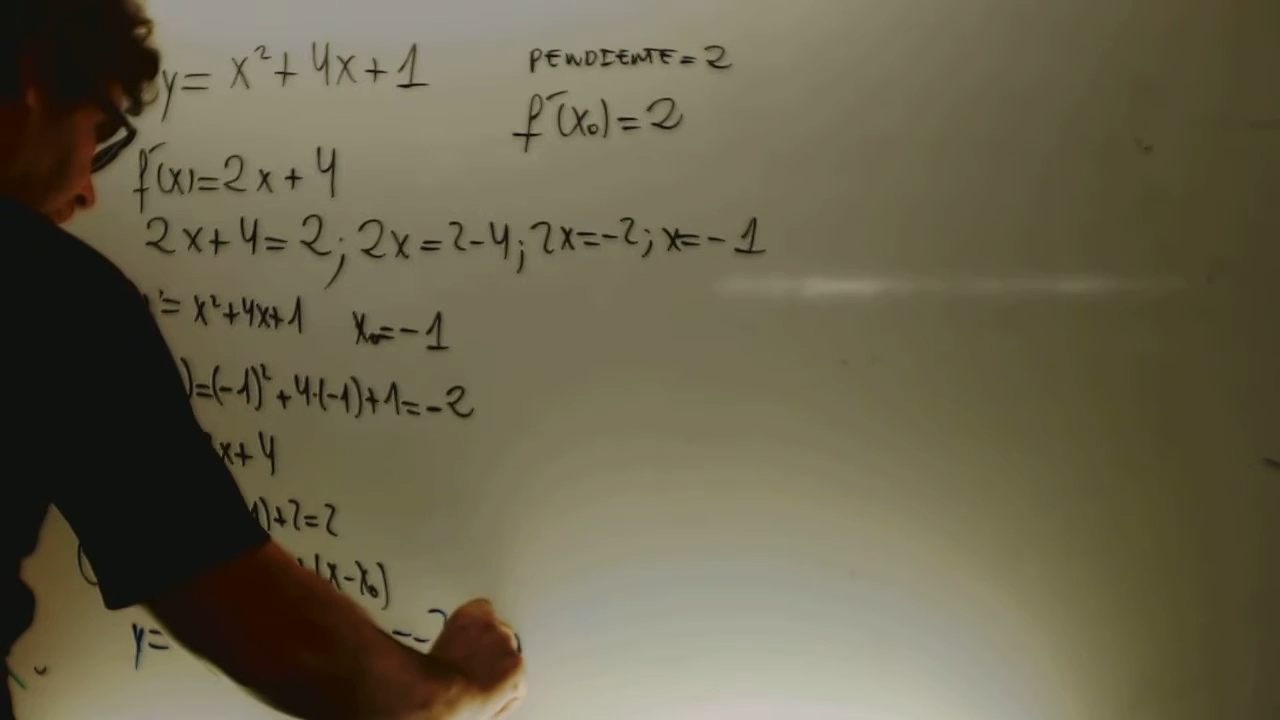 y = x² + 4x + 1
PENDIENTE = 2
f'(x₀) = 2
f'(x) = 2x + 4
2x + 4 = 2; 2x = 2 - 4; 2x = -2; x = -1
= x² + 4x + 1 x₀ = -1
) = (-1)² + 4·(-1) + 1 = -2
x + 4
) + 2 = 2
(x - x₀)
y =